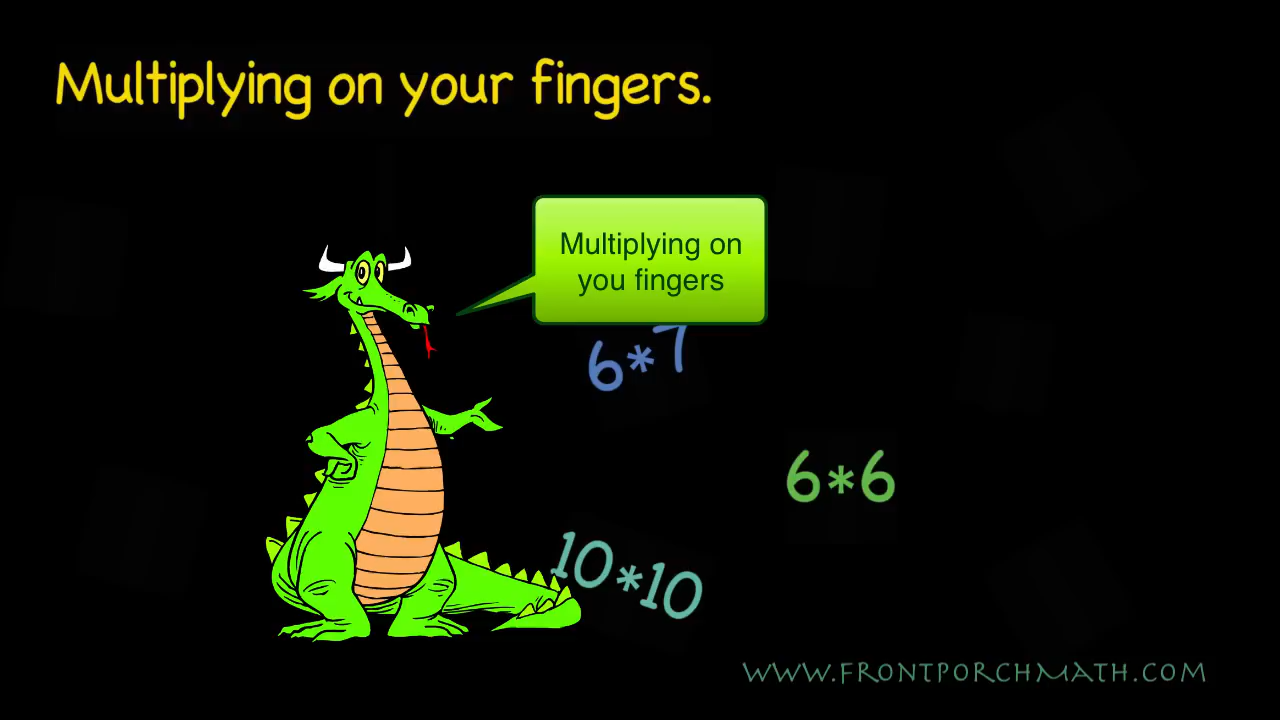 Multiplying on your fingers.
Multiplying on
you fingers
6*7
6*6
10*10
www.FRONTPORCHMATH.COM